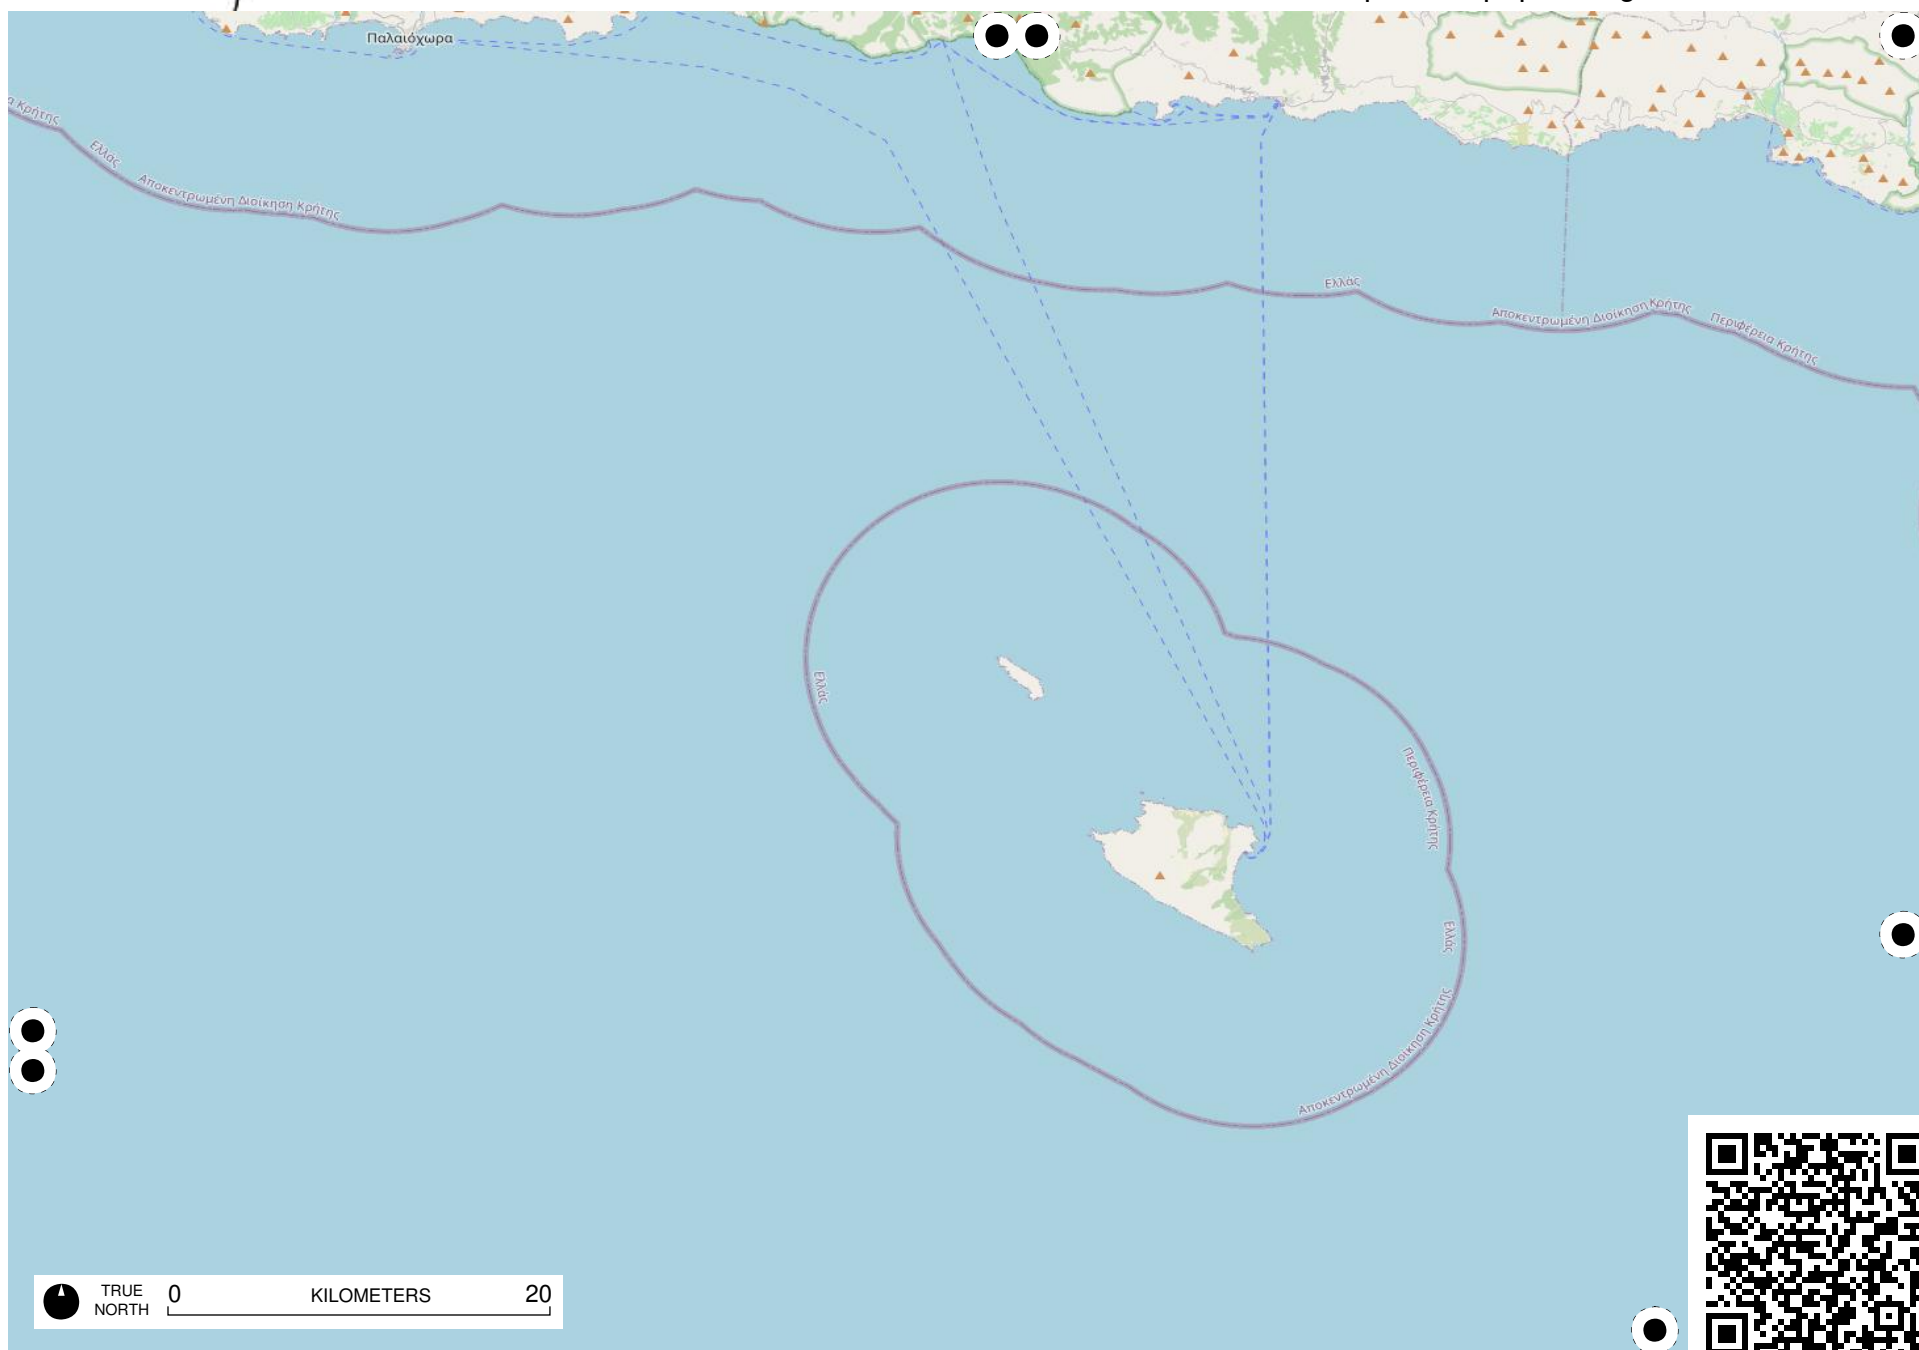 Παλαιόχωρα
α Κρήτης
Ελλάς
Αποκεντρωμένη Διοίκηση Κρήτης
Ελλάς
Αποκεντρωμένη Διοίκηση Κρήτης
Περιφέρεια Κρήτης
Ελλάς
Περιφέρεια Κρήτης
Ελλάς
Αποκεντρωμένη Διοίκηση Κρήτης
TRUE
NORTH
0 KILOMETERS 20